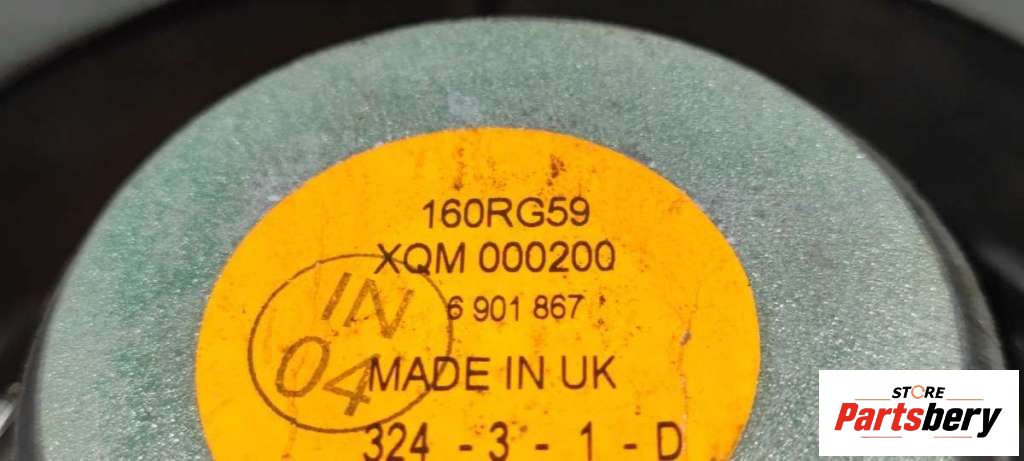 160RG59
XQM 000200
6 901 867
IN
04
MADE IN UK
324 - 3 - 1 - D
STORE
Partsbery